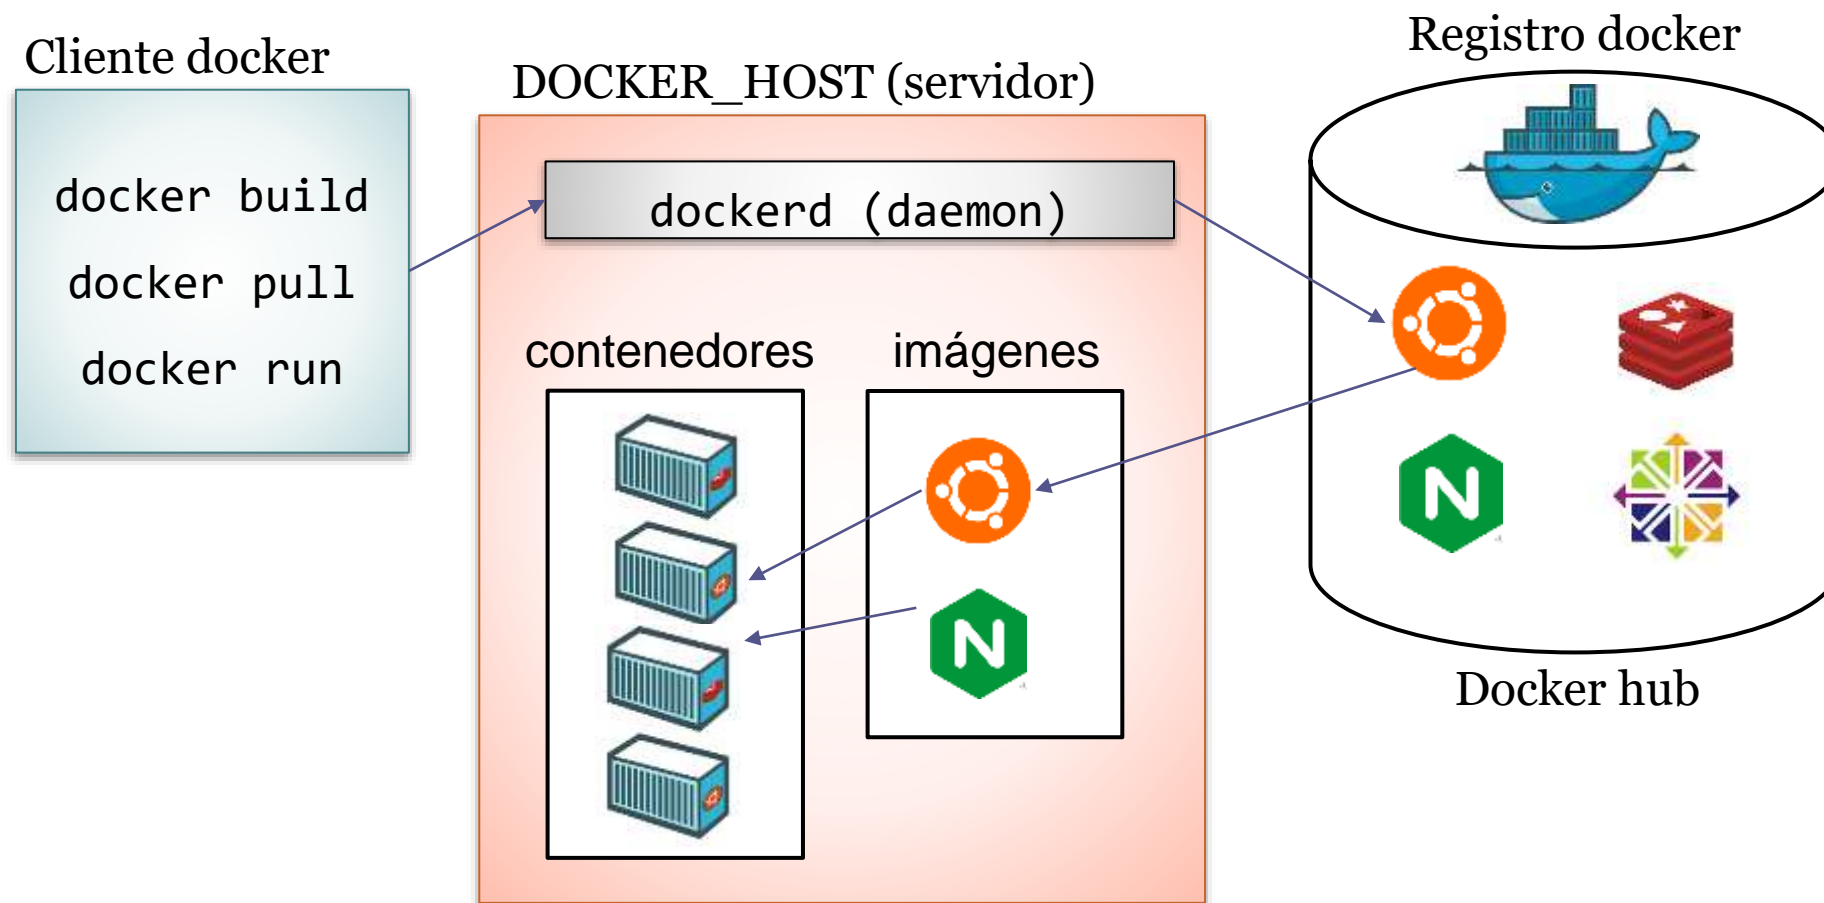 Cliente docker
docker build
docker pull
docker run
DOCKER_HOST (servidor)
dockerd (daemon)
contenedores
imágenes
N
Registro docker
N
Docker hub